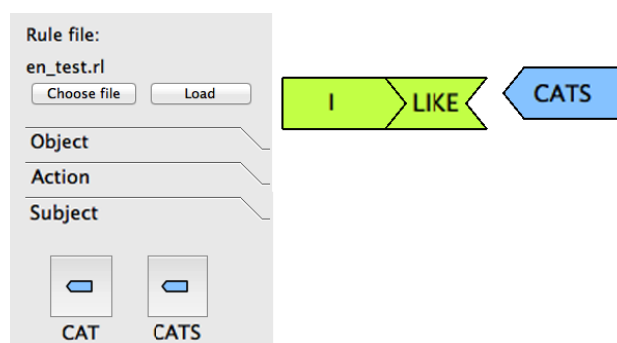 Rule file:
en_test.rl
Choose file Load
Object
Action
Subject
CAT CATS
I LIKE CATS